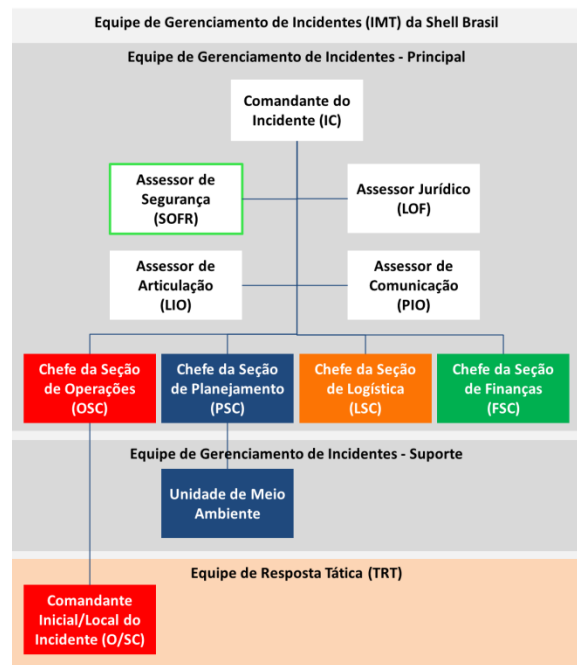 Equipe de Gerenciamento de Incidentes (IMT) da Shell Brasil
Equipe de Gerenciamento de Incidentes - Principal
Comandante do
Incidente (IC)
Assessor de
Segurança
(SOFR)
Assessor Jurídico
(LOF)
Assessor de
Articulação
(LIO)
Assessor de
Comunicação
(PIO)
Chefe da Seção
de Operações
(OSC)
Chefe da Seção
de Planejamento
(PSC)
Chefe da Seção
de Logística
(LSC)
Chefe da Seção
de Finanças
(FSC)
Equipe de Gerenciamento de Incidentes - Suporte
Unidade de Meio
Ambiente
Equipe de Resposta Tática (TRT)
Comandante
Inicial/Local do
Incidente (O/SC)